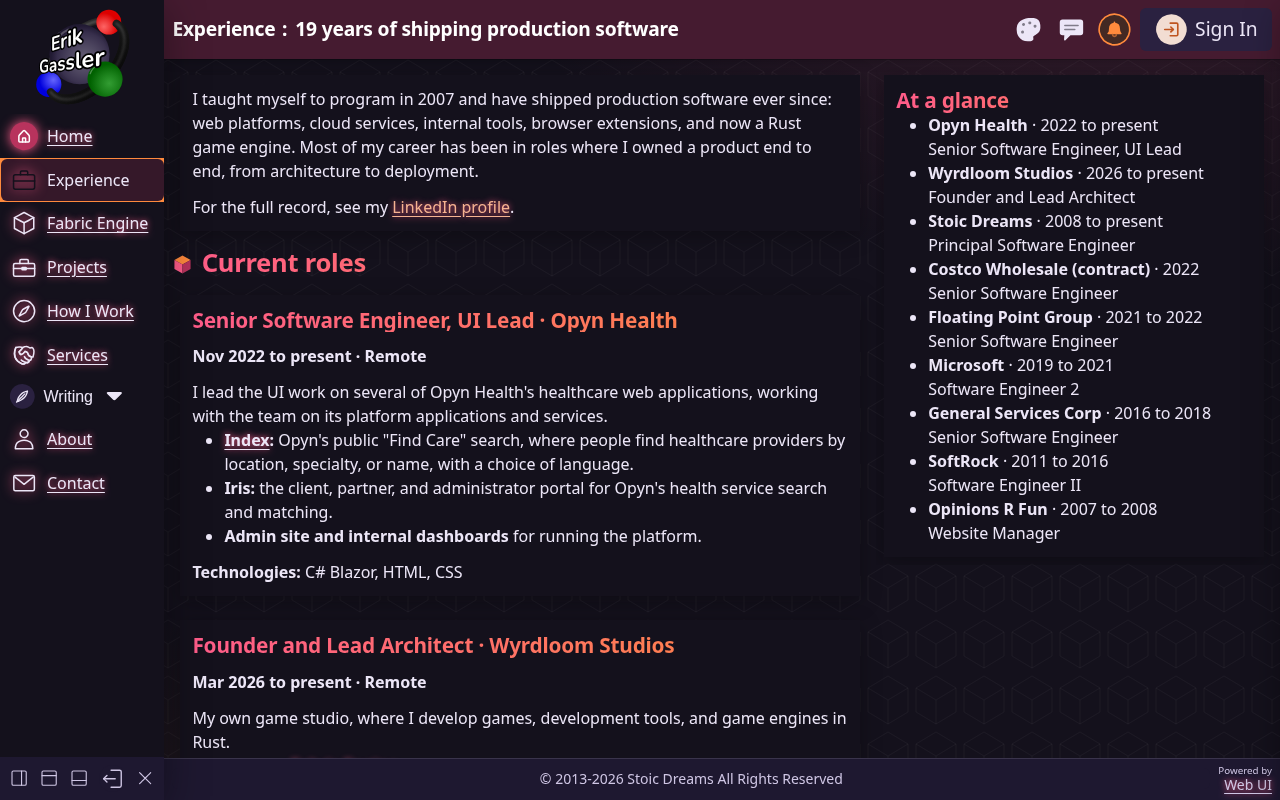 Erik
Gassler
Home
Experience
Fabric Engine
Projects
How I Work
Services
Writing
About
Contact
Experience : 19 years of shipping production software
Sign In
I taught myself to program in 2007 and have shipped production software ever since:
web platforms, cloud services, internal tools, browser extensions, and now a Rust
game engine. Most of my career has been in roles where I owned a product end to
end, from architecture to deployment.
For the full record, see my LinkedIn profile.
Current roles
Senior Software Engineer, UI Lead · Opyn Health
Nov 2022 to present · Remote
I lead the UI work on several of Opyn Health's healthcare web applications, working
with the team on its platform applications and services.
Index: Opyn's public "Find Care" search, where people find healthcare providers by
location, specialty, or name, with a choice of language.
Iris: the client, partner, and administrator portal for Opyn's health service search
and matching.
Admin site and internal dashboards for running the platform.
Technologies: C# Blazor, HTML, CSS
Founder and Lead Architect · Wyrdloom Studios
Mar 2026 to present · Remote
My own game studio, where I develop games, development tools, and game engines in
Rust.
At a glance
Opyn Health · 2022 to present
Senior Software Engineer, UI Lead
Wyrdloom Studios · 2026 to present
Founder and Lead Architect
Stoic Dreams · 2008 to present
Principal Software Engineer
Costco Wholesale (contract) · 2022
Senior Software Engineer
Floating Point Group · 2021 to 2022
Senior Software Engineer
Microsoft · 2019 to 2021
Software Engineer 2
General Services Corp · 2016 to 2018
Senior Software Engineer
SoftRock · 2011 to 2016
Software Engineer II
Opinions R Fun · 2007 to 2008
Website Manager
© 2013-2026 Stoic Dreams All Rights Reserved
Powered by
Web UI